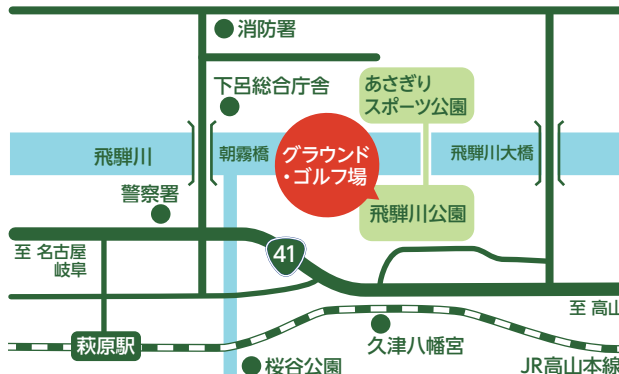 消防署
下呂総合庁舎
あさぎり
スポーツ公園
飛騨川
朝霧橋
グラウンド
・ゴルフ場
飛騨川大橋
警察署
飛騨川公園
至 名古屋
岐阜
41
至 高山
萩原駅
久津八幡宮
桜谷公園
JR高山本線